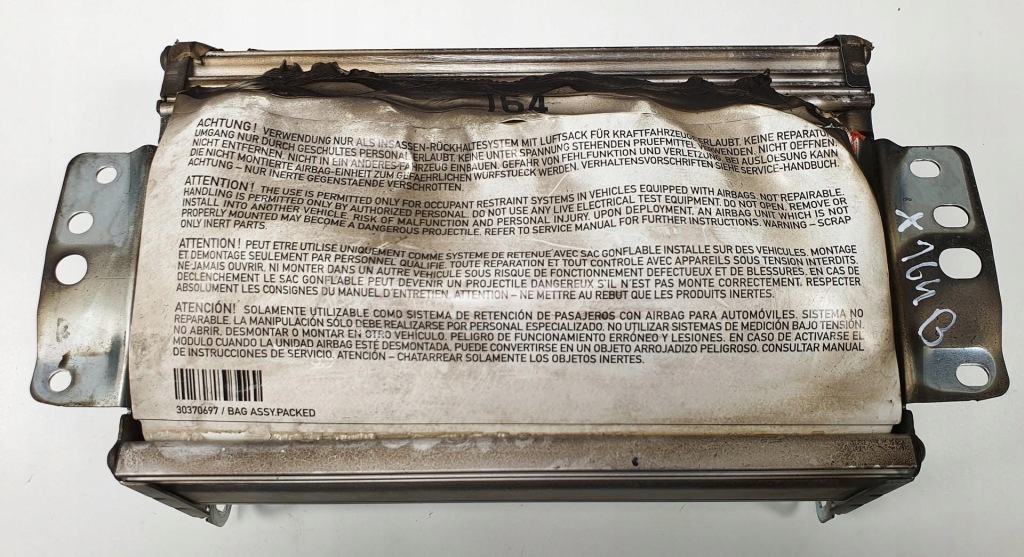 164
ACHTUNG! VERWENDUNG NUR ALS INSASSEN-RÜCKHALTESYSTEM MIT LUFTSACK FÜR KRAFTFAHRZEUGE ERLAUBT. KEINE REPARATUR.
UMGANG NUR DURCH GESCHULTES PERSONAL ERLAUBT. KEINE UNTER SPANNUNG STEHENDEN PRUEFMITTEL VERWENDEN. NICHT OEFFNEN,
NICHT ENTFERNEN. NICHT IN EIN ANDERES FAHRZEUG EINBAUEN. GEFAHR VON FEHLFUNKTION UND VERLETZUNG. BEI AUSLOESUNG KANN
DIE NICHT MONTIERTE AIRBAG-EINHEIT ZUM GEFAEHRLICHEN WURFSTUECK WERDEN. VERHALTENSVORSCHRIFTEN SIEHE SERVICE-HANDBUCH.
ACHTUNG – NUR INERTE GEGENSTAENDE VERSCHROTTEN.
ATTENTION! THE USE IS PERMITTED ONLY FOR OCCUPANT RESTRAINT SYSTEMS IN VEHICLES EQUIPPED WITH AIRBAGS. NOT REPAIRABLE.
HANDLING IS PERMITTED ONLY BY AUTHORIZED PERSONAL. DO NOT USE ANY LIVE ELECTRICAL TEST EQUIPMENT. DO NOT OPEN, REMOVE OR
INSTALL INTO ANOTHER VEHICLE. RISK OF MALFUNCTION AND PERSONAL INJURY. UPON DEPLOYMENT, AN AIRBAG UNIT WHICH IS NOT
PROPERLY MOUNTED MAY BECOME A DANGEROUS PROJECTILE. REFER TO SERVICE MANUAL FOR FURTHER INSTRUCTIONS. WARNING – SCRAP
ONLY INERT PARTS.
ATTENTION! PEUT ETRE UTILISE UNIQUEMENT COMME SYSTEME DE RETENUE AVEC SAC GONFLABLE INSTALLE SUR DES VEHICULES. MONTAGE
ET DEMONTAGE SEULEMENT PAR PERSONNEL QUALIFIE. TOUTE REPARATION ET TOUT CONTROLE AVEC APPAREILS SOUS TENSION INTERDITS.
NE JAMAIS OUVRIR, NI MONTER DANS UN AUTRE VEHICULE SOUS RISQUE DE FONCTIONNEMENT DEFECTUEUX ET DE BLESSURES. EN CAS DE
DECLENCHEMENT LE SAC GONFLABLE PEUT DEVENIR UN PROJECTILE DANGEREUX S'IL N'EST PAS MONTE CORRECTEMENT. RESPECTER
ABSOLUMENT LES CONSIGNES DU MANUEL D'ENTRETIEN. ATTENTION – NE METTRE AU REBUT QUE LES PRODUITS INERTES.
ATENCIÓN! SOLAMENTE UTILIZABLE COMO SISTEMA DE RETENCIÓN DE PASAJEROS CON AIRBAG PARA AUTOMÓVILES. SISTEMA NO
REPARABLE. LA MANIPULACIÓN SÓLO DEBE REALIZARSE POR PERSONAL ESPECIALIZADO. NO UTILIZAR SISTEMAS DE MEDICIÓN BAJO TENSIÓN.
NO ABRIR, DESMONTAR O MONTAR EN OTRO VEHÍCULO. PELIGRO DE FUNCIONAMIENTO ERRÓNEO Y LESIONES. EN CASO DE ACTIVARSE EL
MODULO CUANDO LA UNIDAD AIRBAG ESTE DESMONTADA, PUEDE CONVERTIRSE EN UN OBJETO ARROJADIZO PELIGROSO. CONSULTAR MANUAL
DE INSTRUCCIONES DE SERVICIO. ATENCIÓN – CHATARREAR SOLAMENTE LOS OBJETOS INERTES.
30370697 / BAG ASSY.PACKED
X164 B